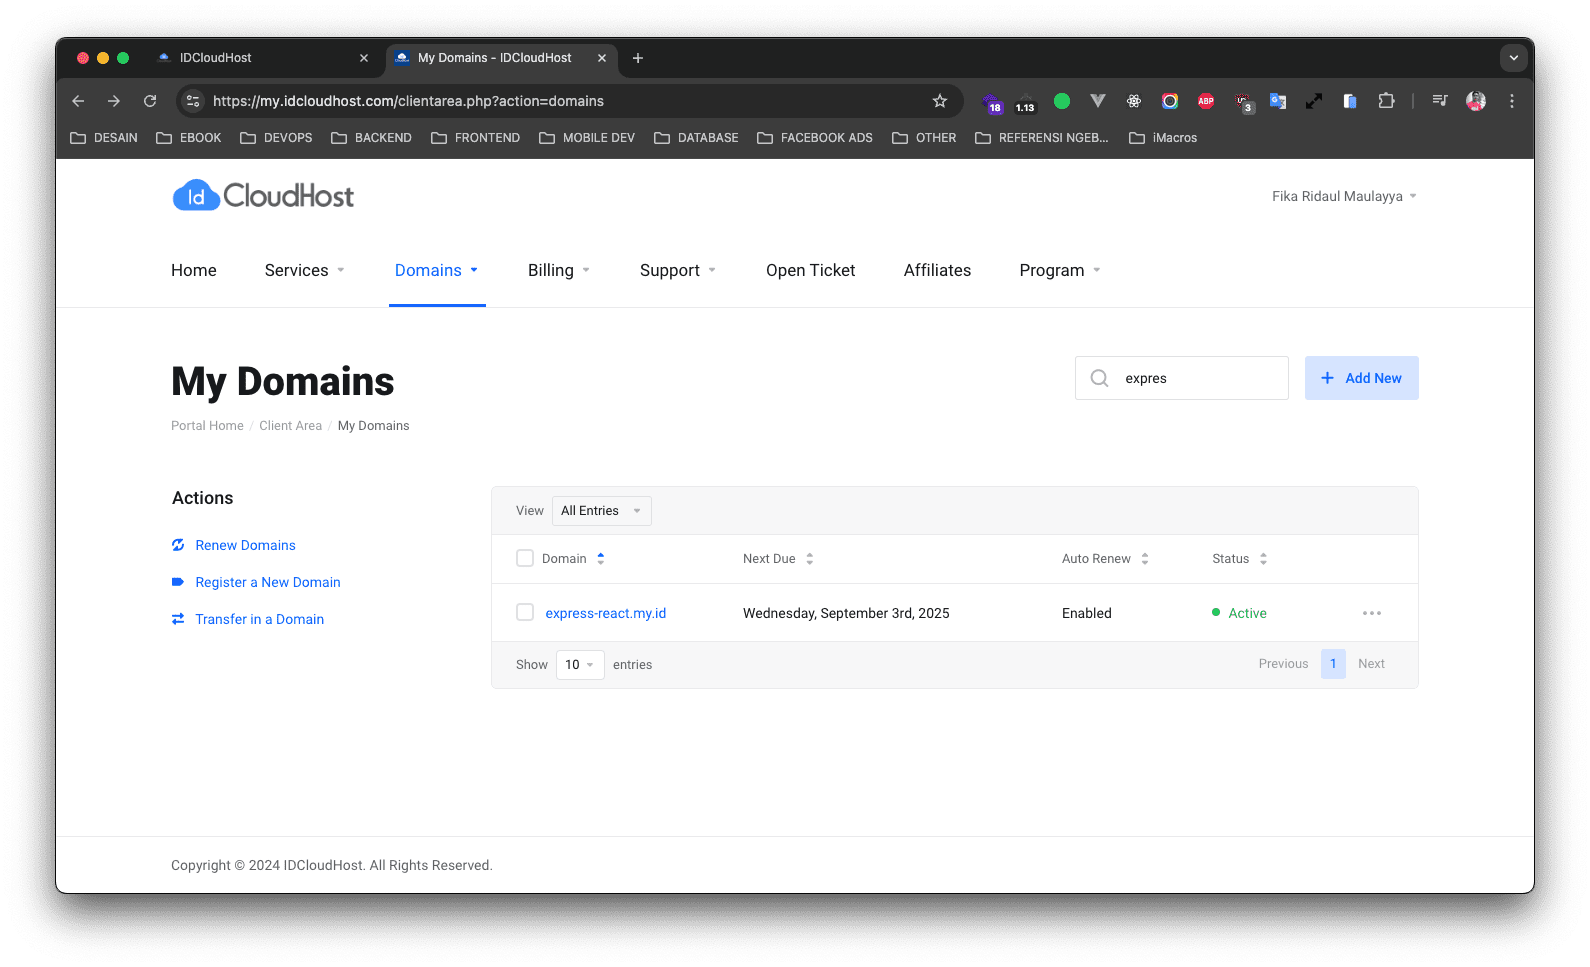 IDCloudHost
My Domains - IDCloudHost
https://my.idcloudhost.com/clientarea.php?action=domains
18
1.13
ABP
3
DESAIN EBOOK DEVOPS BACKEND FRONTEND MOBILE DEV DATABASE FACEBOOK ADS OTHER REFERENSI NGEB... iMacros
Id CloudHost
Fika Ridaul Maulayya
Home Services Domains Billing Support Open Ticket Affiliates Program
My Domains
expres
+ Add New
Portal Home / Client Area / My Domains
Actions
Renew Domains
Register a New Domain
Transfer in a Domain
View All Entries
Domain Next Due Auto Renew Status
express-react.my.id Wednesday, September 3rd, 2025 Enabled Active
Show 10 entries
Previous 1 Next
Copyright © 2024 IDCloudHost. All Rights Reserved.